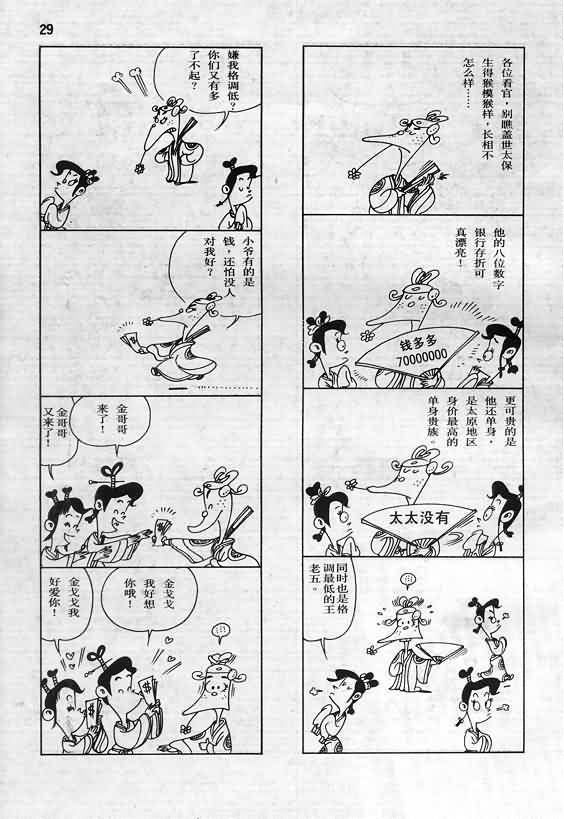 29
各位看官，别瞧盖世太保
生得猴模猴样，长相不
怎么样……
他的八位数字
银行存折可
真漂亮！
钱多多
70000000
更可贵的是
他还单身，
是太原地区
身价最高的
单身贵族。
太太没有
同时也是格
调最低的王
老五。
嫌我格调低？
你们又有多
了不起？
小爷有的是
钱，还怕没人
对我好？
金哥哥
来了！
金哥哥
又来了！
金戈戈
我好想
你哦！
金戈戈我
好爱你！
$
$